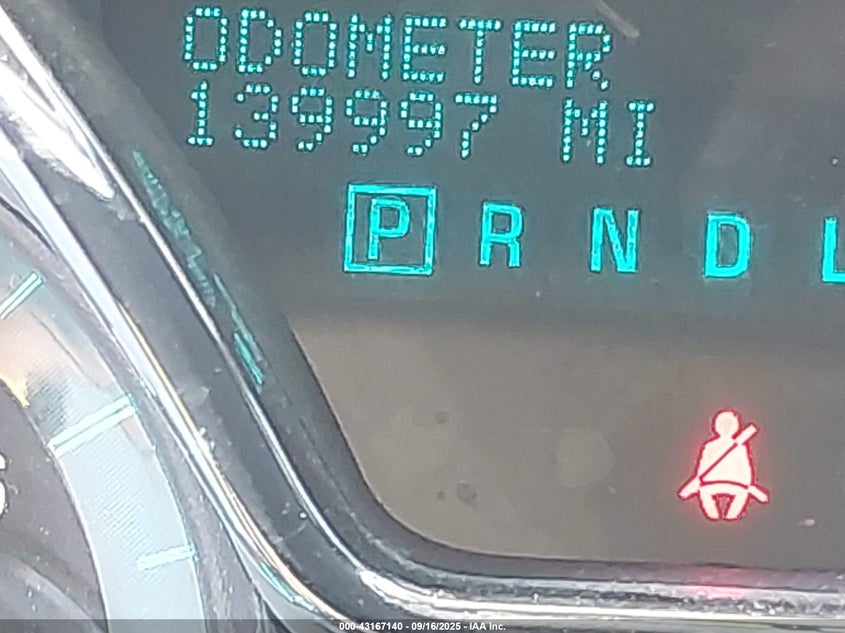 ODOMETER
139997 MI
P R N D L
000-43167140 - 09/16/2025 - IAA Inc.